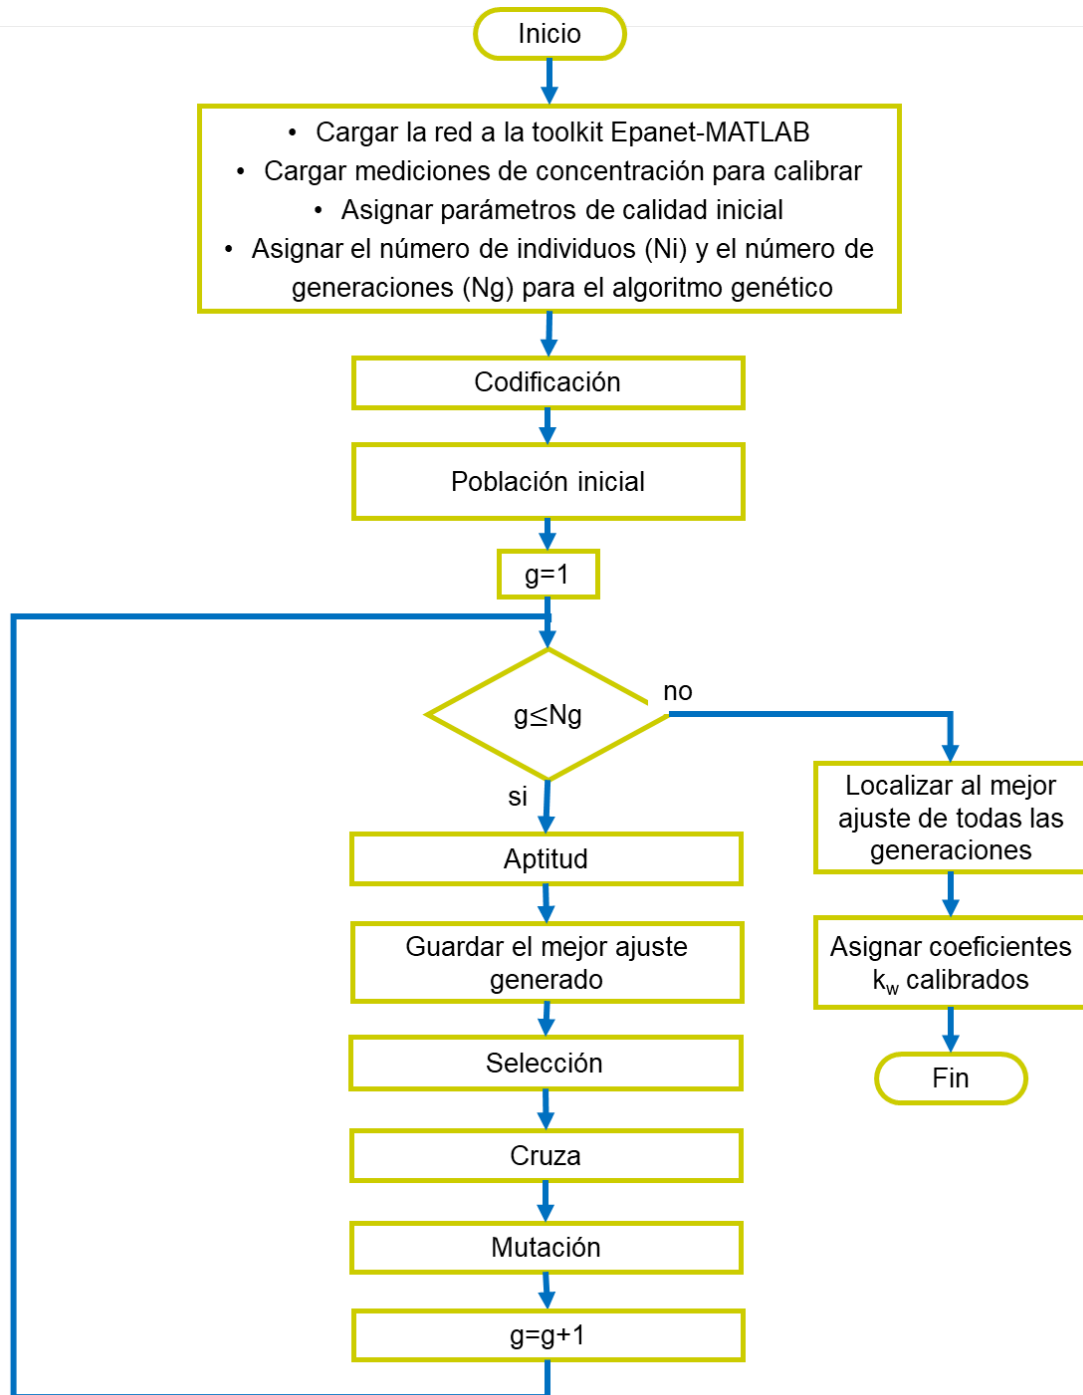 Inicio
• Cargar la red a la toolkit Epanet-MATLAB
• Cargar mediciones de concentración para calibrar
• Asignar parámetros de calidad inicial
• Asignar el número de individuos (Ni) y el número de
generaciones (Ng) para el algoritmo genético
Codificación
Población inicial
g=1
g≤Ng
no
si
Localizar al mejor
ajuste de todas las
generaciones
Aptitud
Guardar el mejor ajuste
generado
Asignar coeficientes
kw calibrados
Selección
Fin
Cruza
Mutación
g=g+1